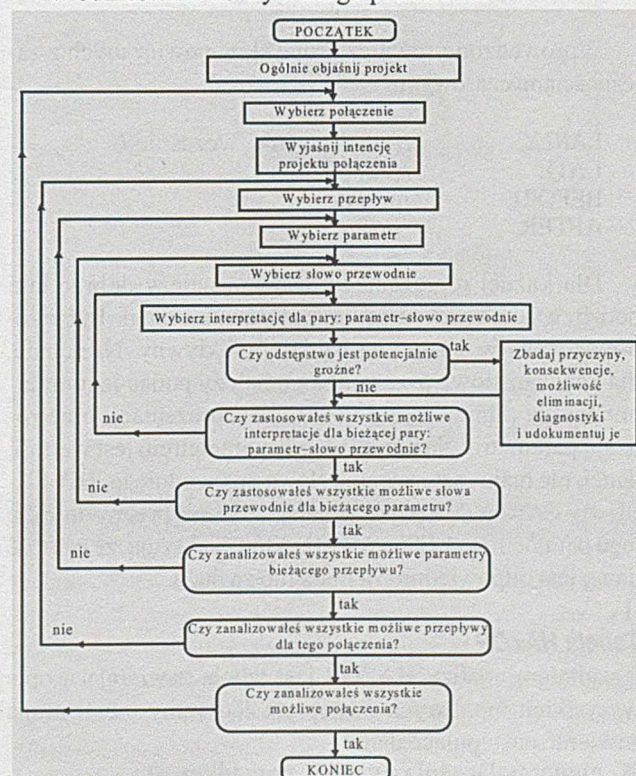 POCZĄTEK
Ogólnie objaśnij projekt
Wybierz połączenie
Wyjaśnij intencję
projektu połączenia
Wybierz przepływ
Wybierz parametr
Wybierz słowo przewodnie
Wybierz interpretację dla pary: parametr–słowo przewodnie
Czy odstępstwo jest potencjalnie
groźne?
tak
Zbadaj przyczyny,
konsekwencje,
możliwość
eliminacji,
diagnostyki
i udokumentuj je
nie
Czy zastosowałeś wszystkie możliwe
interpretacje dla bieżącej pary:
parametr–słowo przewodnie?
nie
tak
Czy zastosowałeś wszystkie możliwe słowa
przewodnie dla bieżącego parametru?
nie
tak
Czy zanalizowałeś wszystkie możliwe parametry
bieżącego przepływu?
nie
tak
Czy zanalizowałeś wszystkie możliwe przepływy
dla tego połączenia?
nie
tak
Czy zanalizowałeś wszystkie
możliwe połączenia?
tak
KONIEC